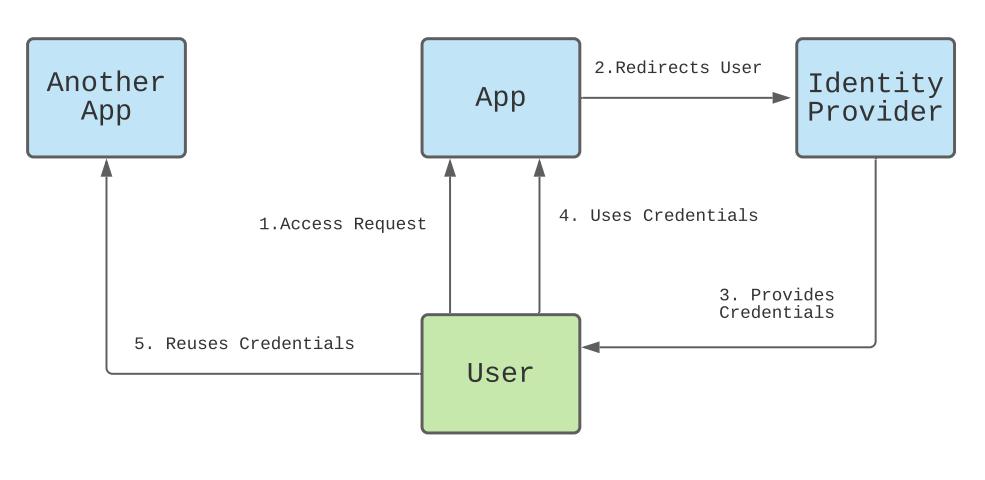 Another
App
App
2.Redirects User
Identity
Provider
1.Access Request
4. Uses Credentials
3. Provides
Credentials
5. Reuses Credentials
User